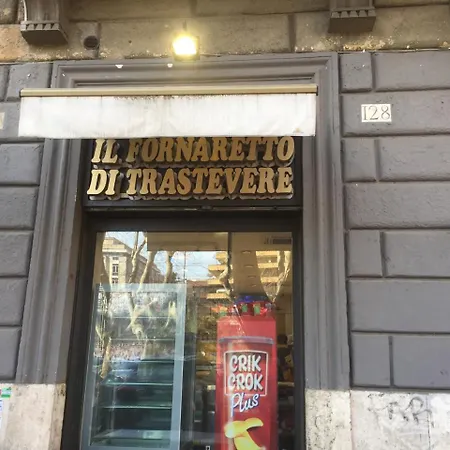 IL FORNARETTO
DI TRASTEVERE
128
CRIK
CROK
Plus